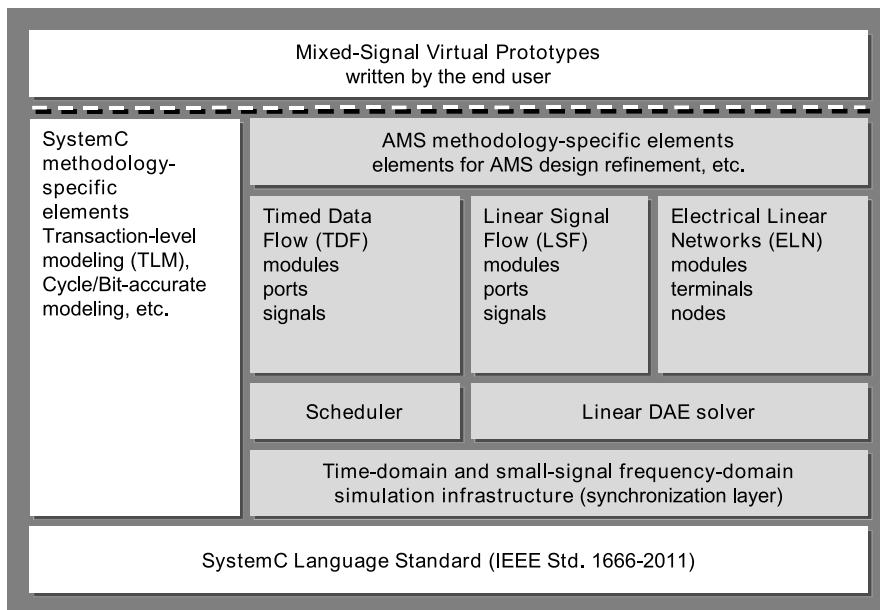 Mixed-Signal Virtual Prototypes
written by the end user
SystemC
methodology-
specific
elements
Transaction-level
modeling (TLM),
Cycle/Bit-accurate
modeling, etc.
AMS methodology-specific elements
elements for AMS design refinement, etc.
Timed Data
Flow (TDF)
modules
ports
signals
Linear Signal
Flow (LSF)
modules
ports
signals
Electrical Linear
Networks (ELN)
modules
terminals
nodes
Scheduler
Linear DAE solver
Time-domain and small-signal frequency-domain
simulation infrastructure (synchronization layer)
SystemC Language Standard (IEEE Std. 1666-2011)